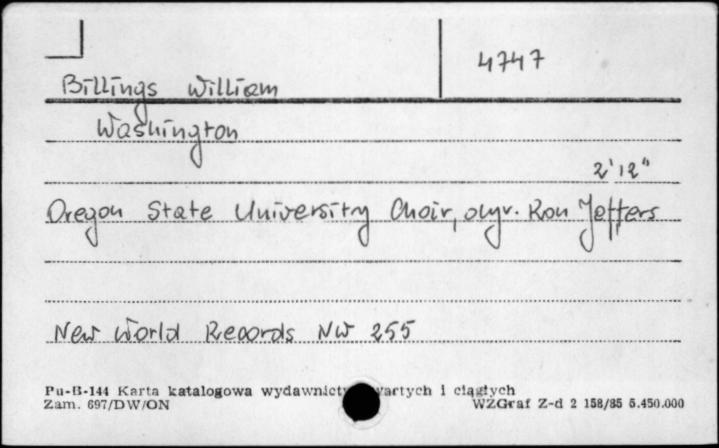 4747
Billings William
Washington
2'12"
Oregon State University Choir, dyr. Ron Jeffers
New World Records NW 255
Pu-B-144 Karta katalogowa wydawnict wartych i ciągłych
Zam. 697/DW/ON WZGraf Z-d 2 158/85 5.450.000